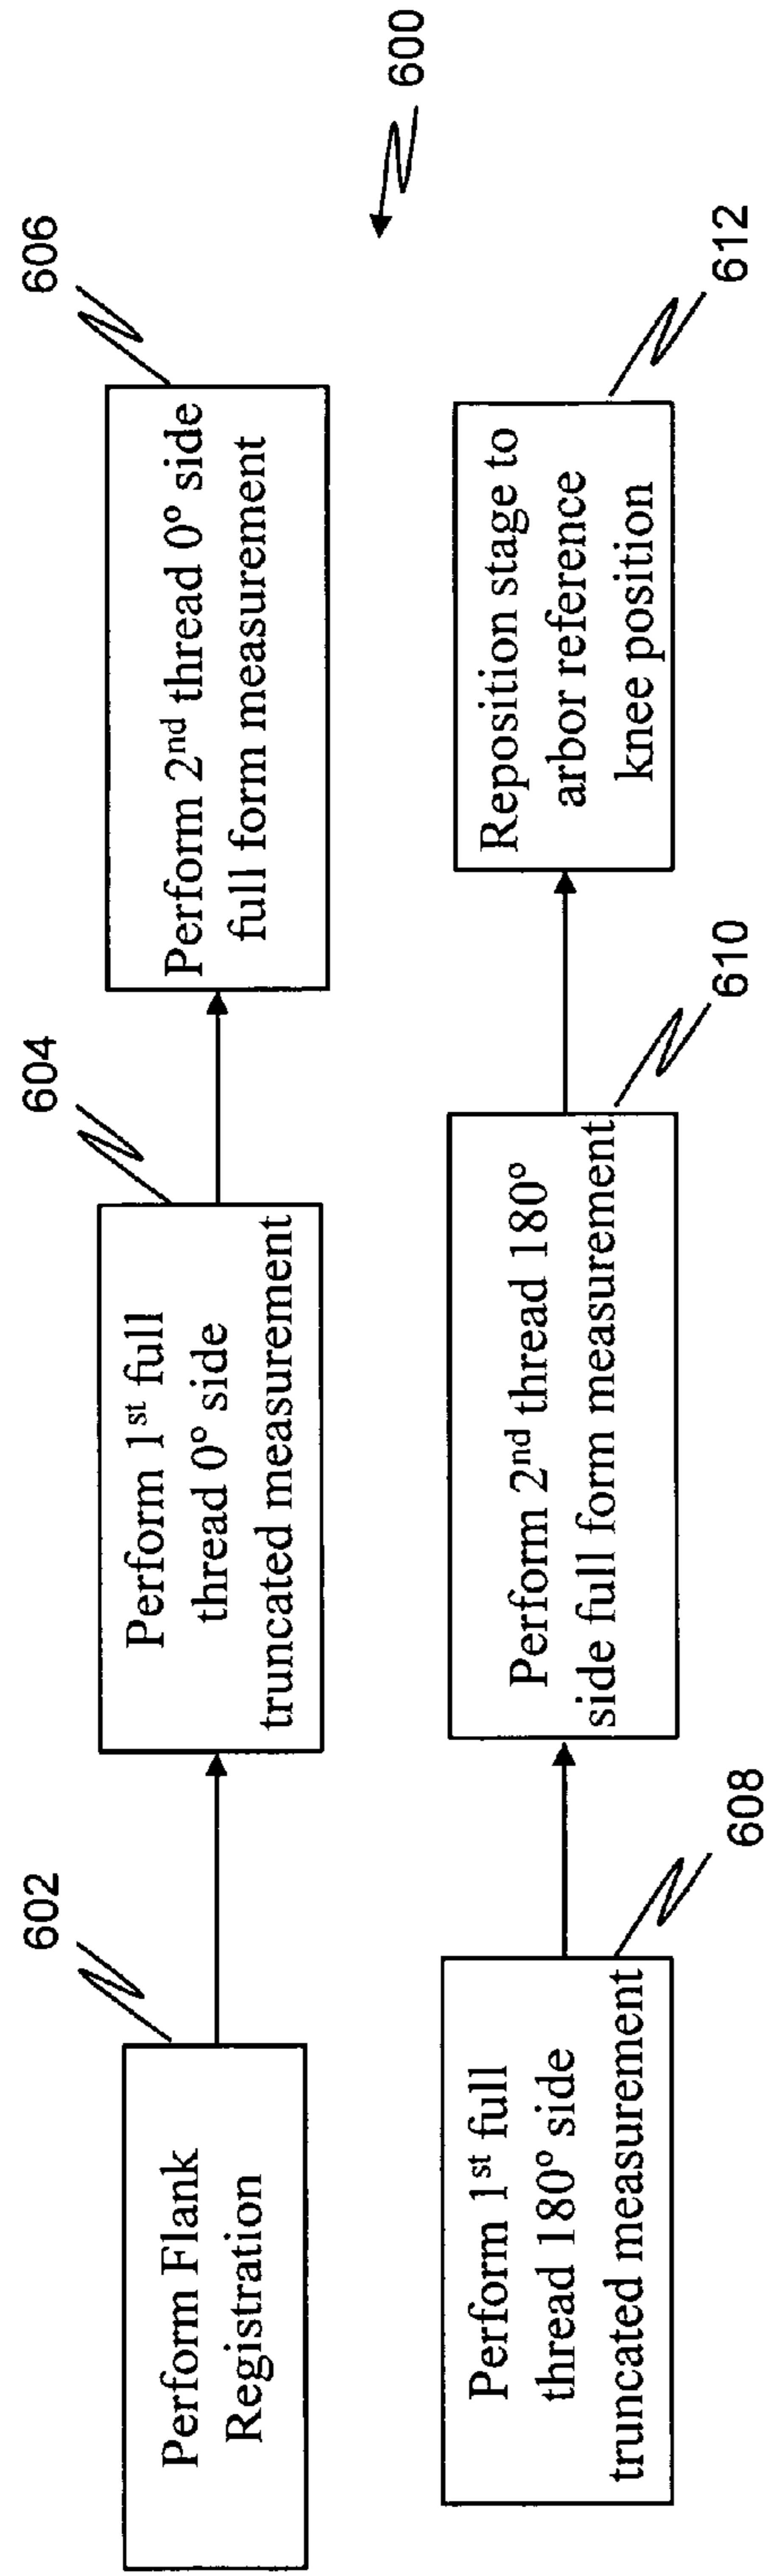 602
Perform Flank
Registration
604
Perform 1st full
thread 0° side
truncated measurement
606
Perform 2nd thread 0° side
full form measurement
600
608
Perform 1st full
thread 180° side
truncated measurement
610
Perform 2nd thread 180°
side full form measurement
612
Reposition stage to
arbor reference
knee position